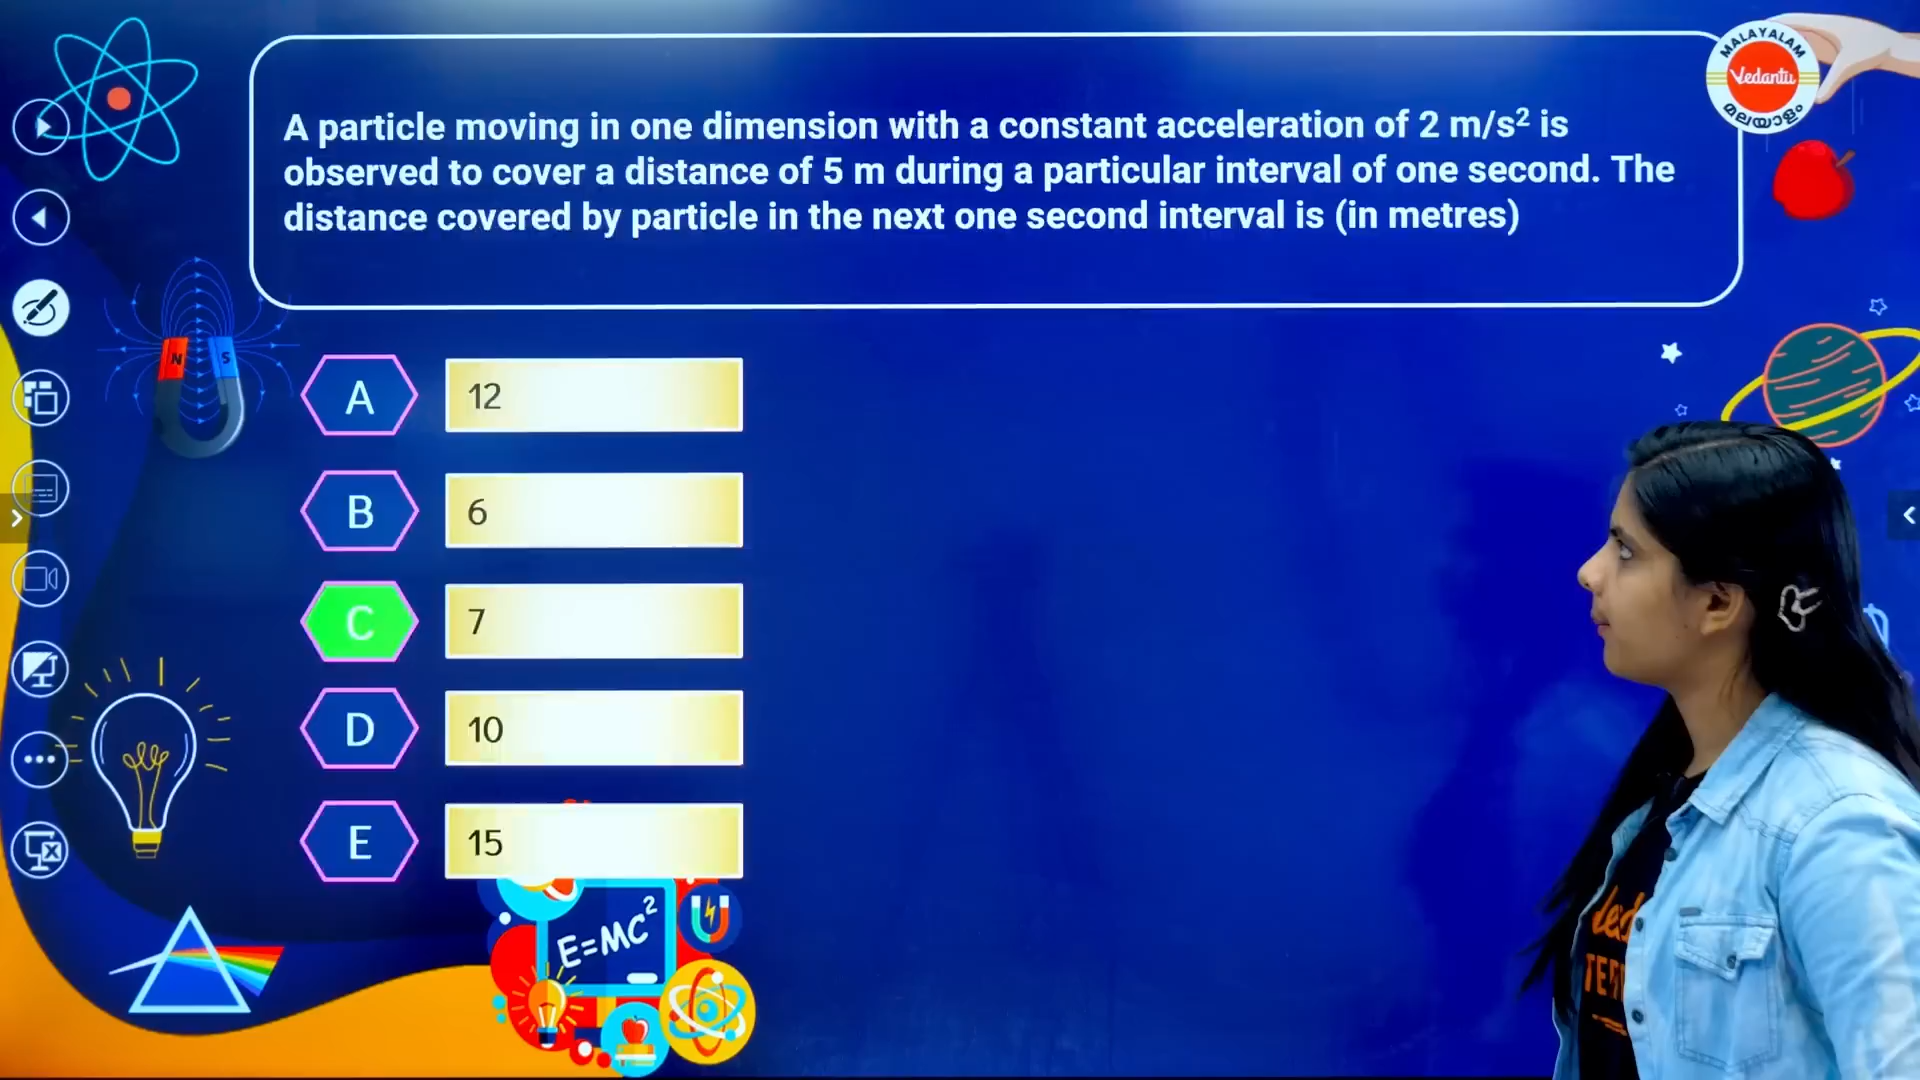 MALAYALAM
Vedantu
മലയാളം
A particle moving in one dimension with a constant acceleration of 2 m/s² is
observed to cover a distance of 5 m during a particular interval of one second. The
distance covered by particle in the next one second interval is (in metres)
N S
A 12
B 6
C 7
D 10
E 15
E=MC²